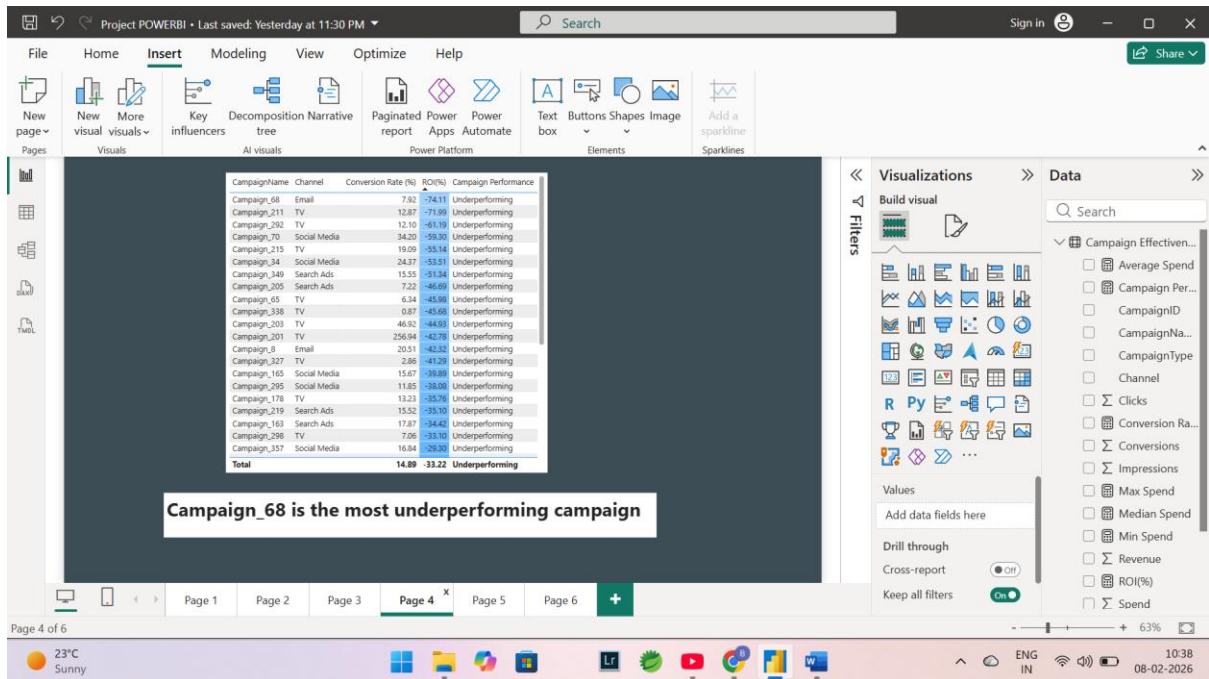 Project POWERBI • Last saved: Yesterday at 11:30 PM
Search
Sign in
File Home Insert Modeling View Optimize Help
Share
New page
New visual
More visuals
Key influencers
Decomposition tree
Narrative
Paginated report
Power Apps
Power Automate
Text box
Buttons
Shapes
Image
Add a sparkline
Pages Visuals AI visuals Power Platform Elements Sparklines
CampaignName Channel Conversion Rate (%) ROI(%) Campaign Performance
Campaign_68 Email 7.92 -74.11 Underperforming
Campaign_211 TV 12.87 -71.99 Underperforming
Campaign_292 TV 12.10 -61.19 Underperforming
Campaign_70 Social Media 34.20 -59.30 Underperforming
Campaign_215 TV 19.09 -55.14 Underperforming
Campaign_34 Social Media 24.37 -53.51 Underperforming
Campaign_349 Search Ads 15.55 -51.34 Underperforming
Campaign_205 Search Ads 7.22 -46.69 Underperforming
Campaign_65 TV 6.34 -45.98 Underperforming
Campaign_338 TV 0.87 -45.68 Underperforming
Campaign_203 TV 46.92 -44.93 Underperforming
Campaign_201 TV 256.94 -42.78 Underperforming
Campaign_8 Email 20.51 -42.32 Underperforming
Campaign_327 TV 2.86 -41.29 Underperforming
Campaign_165 Social Media 15.67 -39.89 Underperforming
Campaign_295 Social Media 11.85 -38.08 Underperforming
Campaign_178 TV 13.23 -35.76 Underperforming
Campaign_219 Search Ads 15.52 -35.10 Underperforming
Campaign_163 Search Ads 17.87 -34.42 Underperforming
Campaign_298 TV 7.06 -33.10 Underperforming
Campaign_357 Social Media 16.84 -29.30 Underperforming
Total 14.89 -33.22 Underperforming
Campaign_68 is the most underperforming campaign
Filters
Visualizations
Build visual
123
R Py
Values
Add data fields here
Drill through
Cross-report Off
Keep all filters On
Data
Search
Campaign Effectiven...
Average Spend
Campaign Per...
CampaignID
CampaignNa...
CampaignType
Channel
Clicks
Conversion Ra...
Conversions
Impressions
Max Spend
Median Spend
Min Spend
Revenue
ROI(%)
Spend
DAX
TMDL
Page 1 Page 2 Page 3 Page 4 Page 5 Page 6
Page 4 of 6
63%
23°C
Sunny
Lr
ENG
IN
10:38
08-02-2026